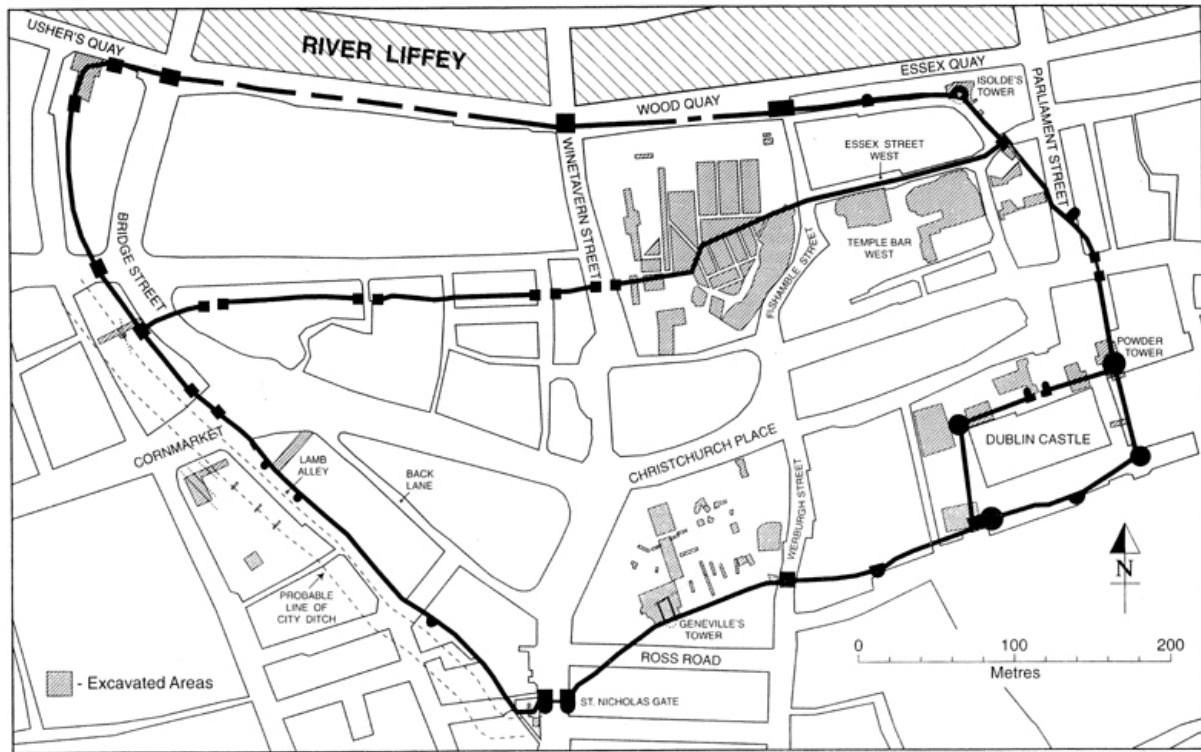 USHER'S QUAY
RIVER LIFFEY
WOOD QUAY
ESSEX QUAY
ISOLDE'S
TOWER
PARLIAMENT STREET
ESSEX STREET
WEST
WINETAVERN STREET
BRIDGE STREET
FISHAMBLE STREET
TEMPLE BAR
WEST
POWDER
TOWER
DUBLIN CASTLE
CHRISTCHURCH PLACE
WERBURGH STREET
CORNMARKET
LAMB
ALLEY
BACK
LANE
PROBABLE
LINE OF
CITY DITCH
GENEVILLE'S
TOWER
ROSS ROAD
ST. NICHOLAS GATE
N
0 100 200
Metres
- Excavated Areas